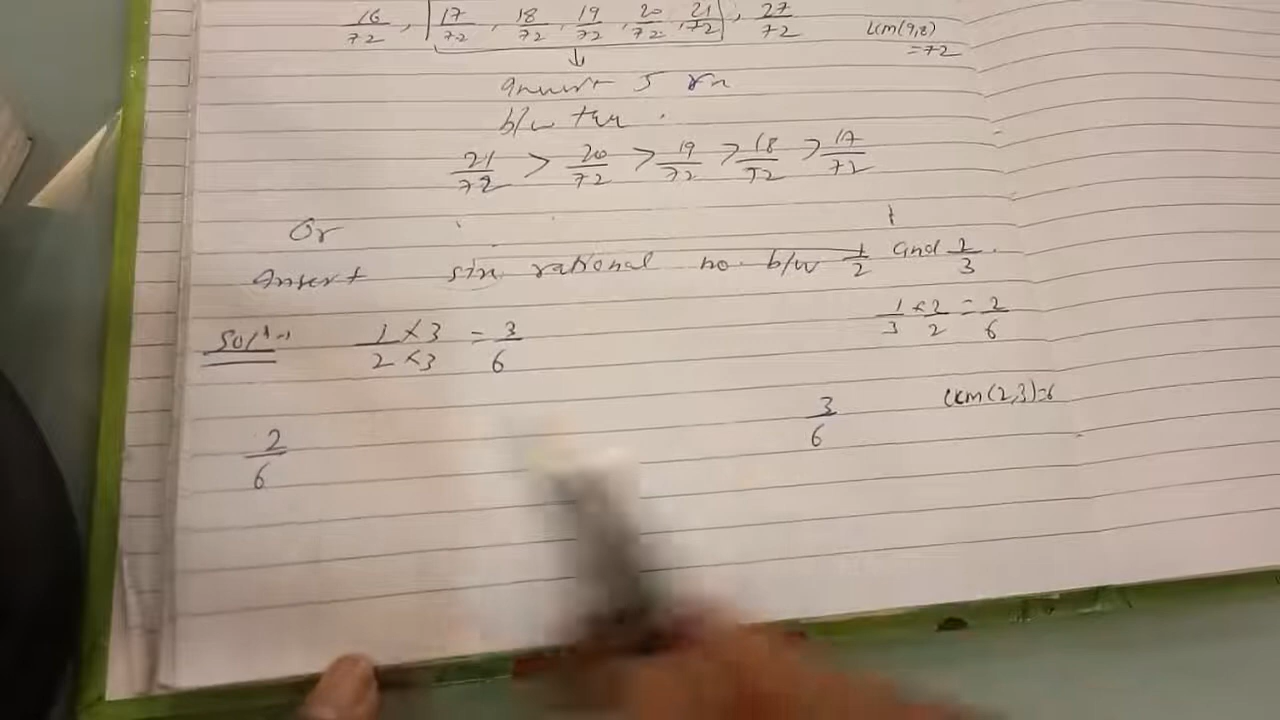 16/72, 17/72, 18/72, 19/72, 20/72, 21/72, 27/72 Lcm(9,8)
=72
↓
5 rn
b/w
21/72 > 20/72 > 19/72 > 18/72 > 17/72
Or
Insert six rational no. b/w 1/2 and 1/3.
Solⁿ 1×3/2×3 = 3/6 1×2/3×2 = 2/6
2/6 3/6 Lcm(2,3)=6